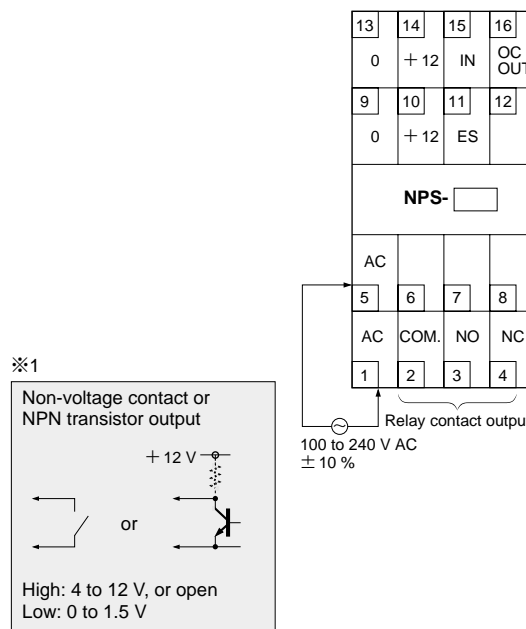 13 14 15 16
0 +12 IN OC OUT
9 10 11 12
0 +12 ES
NPS-
AC
5 6 7 8
AC COM. NO NC
1 2 3 4
Relay contact output
100 to 240 V AC
±10 %
※1
Non-voltage contact or
NPN transistor output
+12 V
or
High: 4 to 12 V, or open
Low: 0 to 1.5 V